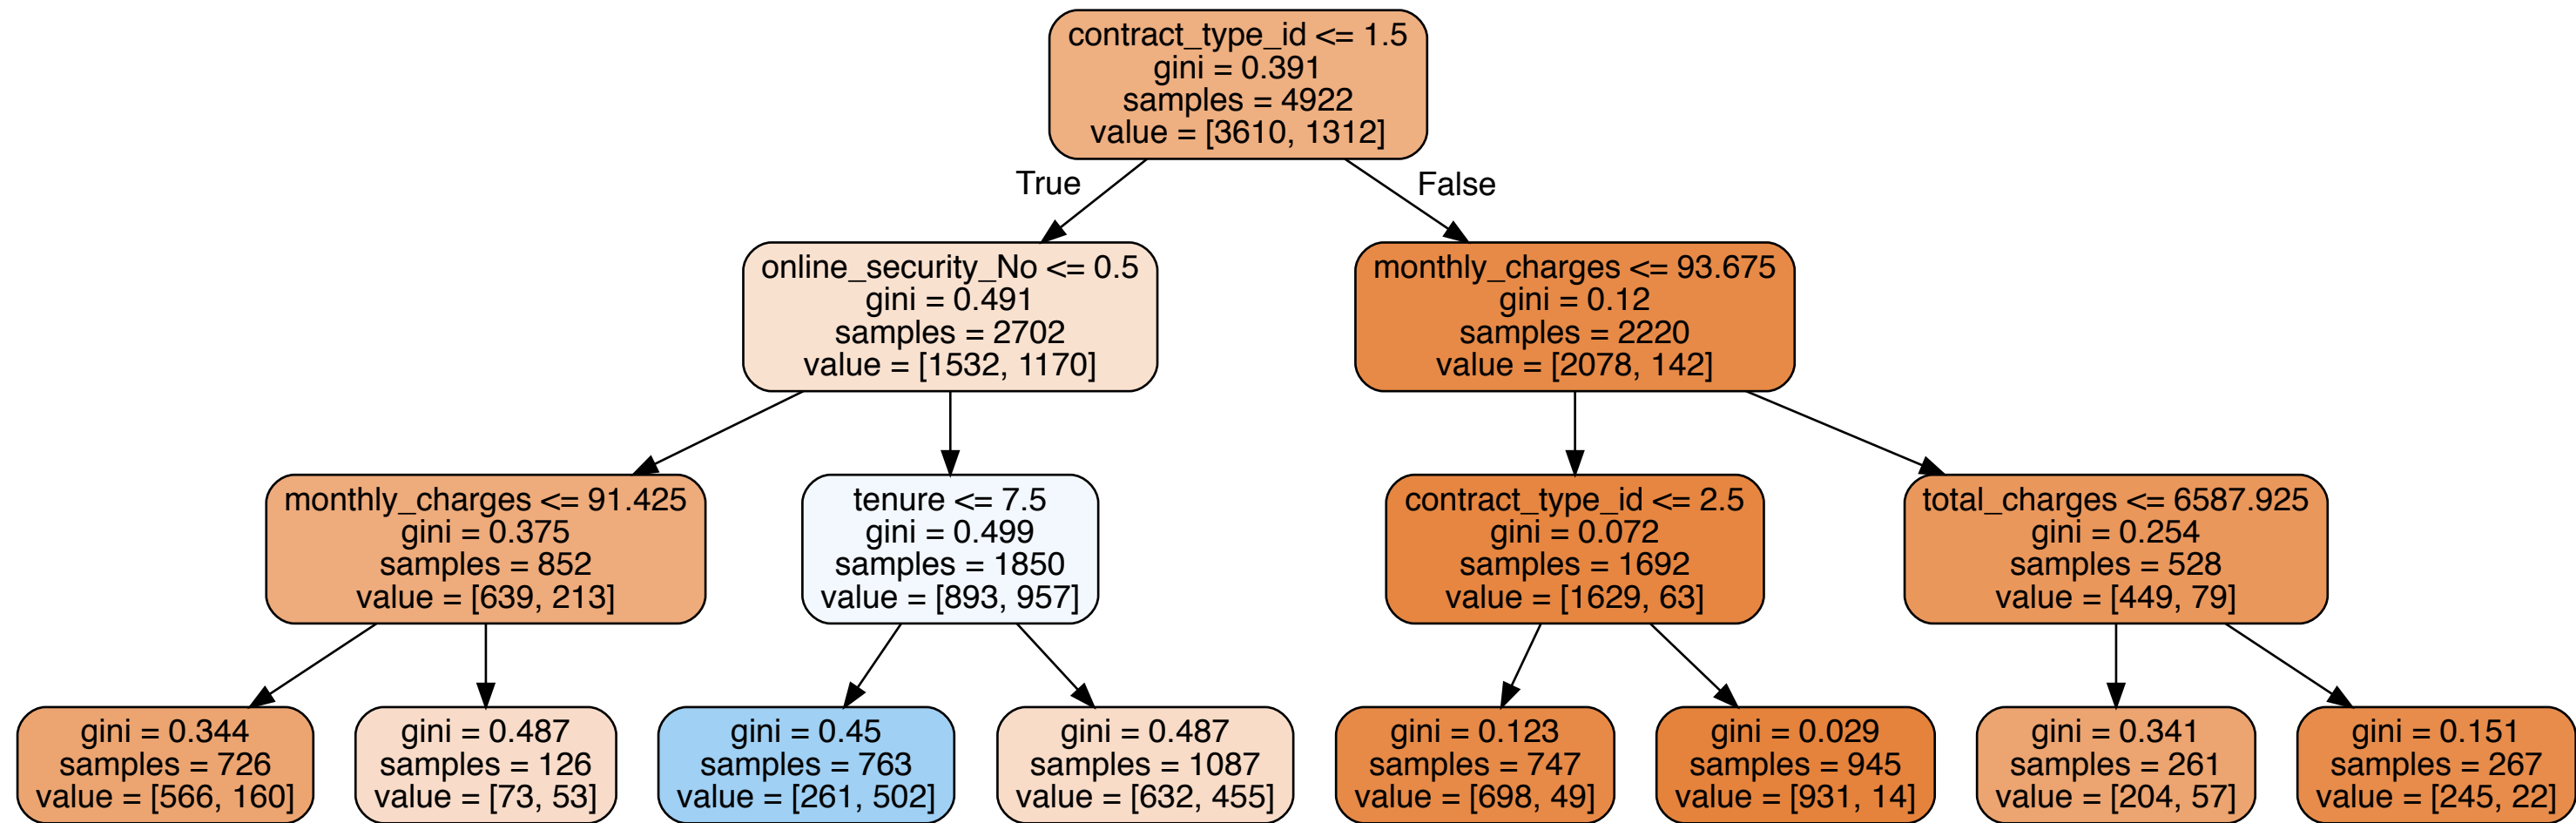 contract_type_id <= 1.5
gini = 0.391
samples = 4922
value = [3610, 1312]
True
False
online_security_No <= 0.5
gini = 0.491
samples = 2702
value = [1532, 1170]
monthly_charges <= 93.675
gini = 0.12
samples = 2220
value = [2078, 142]
monthly_charges <= 91.425
gini = 0.375
samples = 852
value = [639, 213]
tenure <= 7.5
gini = 0.499
samples = 1850
value = [893, 957]
contract_type_id <= 2.5
gini = 0.072
samples = 1692
value = [1629, 63]
total_charges <= 6587.925
gini = 0.254
samples = 528
value = [449, 79]
gini = 0.344
samples = 726
value = [566, 160]
gini = 0.487
samples = 126
value = [73, 53]
gini = 0.45
samples = 763
value = [261, 502]
gini = 0.487
samples = 1087
value = [632, 455]
gini = 0.123
samples = 747
value = [698, 49]
gini = 0.029
samples = 945
value = [931, 14]
gini = 0.341
samples = 261
value = [204, 57]
gini = 0.151
samples = 267
value = [245, 22]